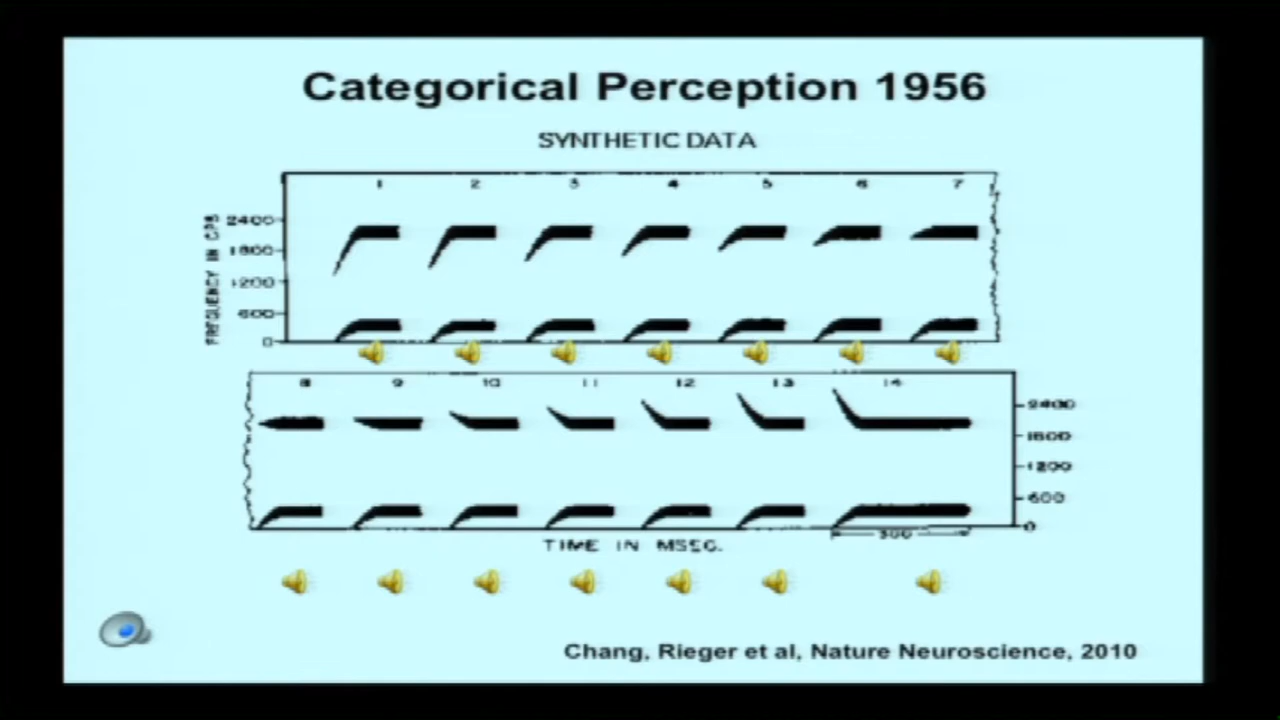 Categorical Perception 1956
SYNTHETIC DATA
1 2 3 4 5 6 7
FREQUENCY IN CPS
2400
1800
1200
600
0
8 9 10 11 12 13 14
2400
1800
1200
600
0
300
TIME IN MSEC.
Chang, Rieger et al, Nature Neuroscience, 2010